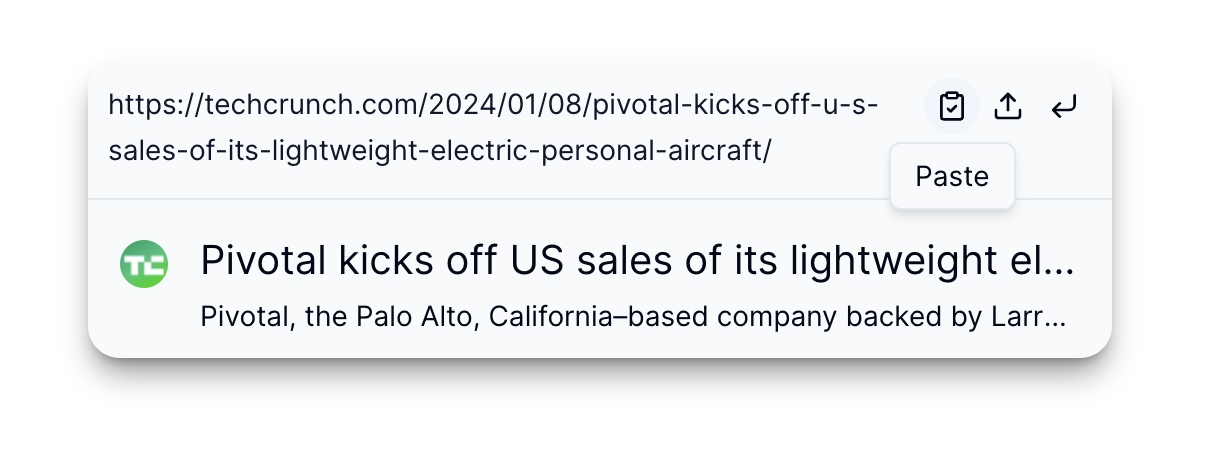 https://techcrunch.com/2024/01/08/pivotal-kicks-off-u-s-
sales-of-its-lightweight-electric-personal-aircraft/
Paste
TC
Pivotal kicks off US sales of its lightweight el...
Pivotal, the Palo Alto, California–based company backed by Larr...